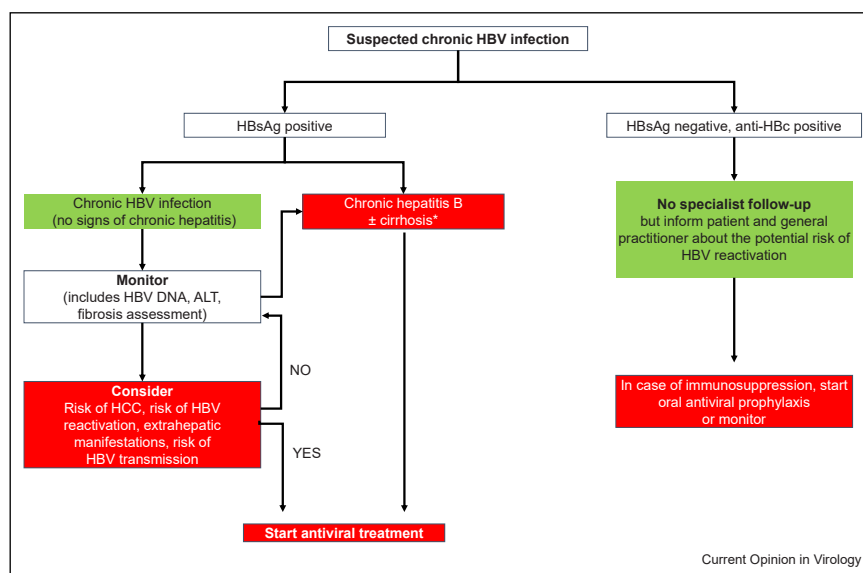 Suspected chronic HBV infection
HBsAg positive
HBsAg negative, anti-HBc positive
Chronic HBV infection
(no signs of chronic hepatitis)
Chronic hepatitis B
± cirrhosis*
No specialist follow-up
but inform patient and general
practitioner about the potential risk of
HBV reactivation
Monitor
(includes HBV DNA, ALT,
fibrosis assessment)
NO
Consider
Risk of HCC, risk of HBV
reactivation, extrahepatic
manifestations, risk of
HBV transmission
In case of immunosuppression, start
oral antiviral prophylaxis
or monitor
YES
Start antiviral treatment
Current Opinion in Virology